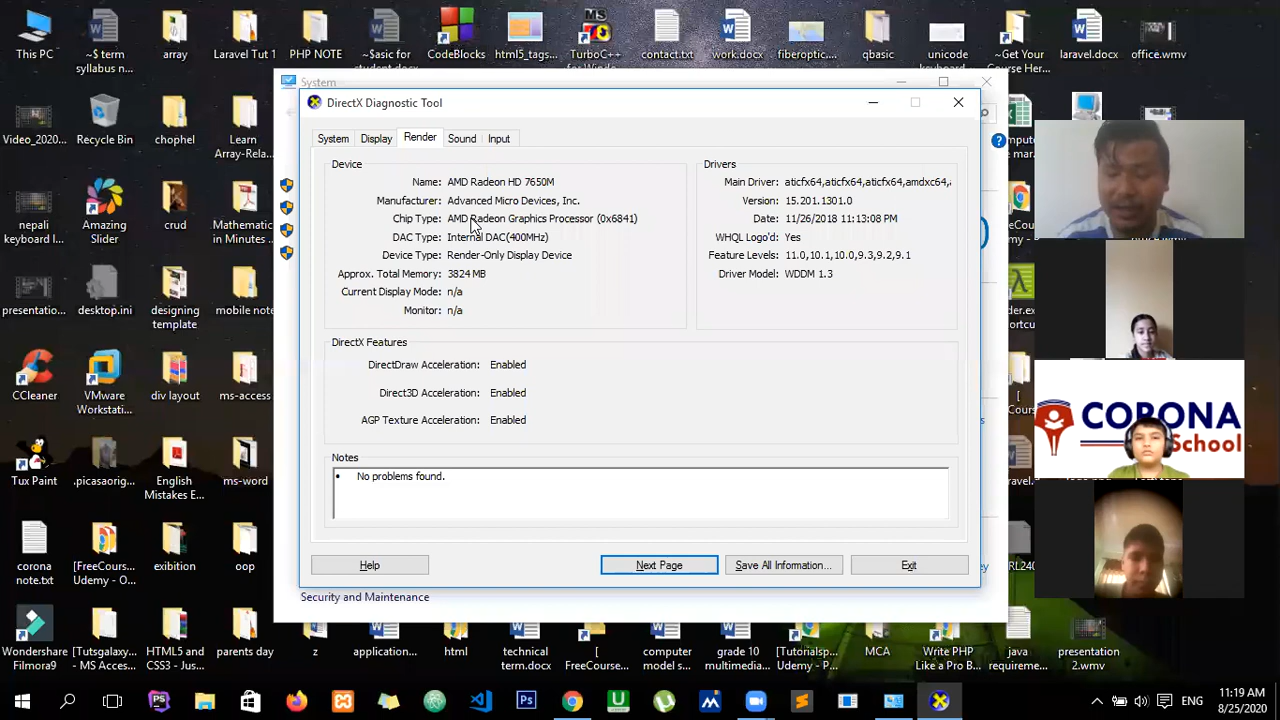 This PC
~$ term
syllabus n...
array
Laravel Tut 1
PHP NOTE
~$asic for
student.docx
CodeBlocks
html5_tags...
MS
TurboC++
for Windo...
contact.txt
work.docx
fiberoptic...
qbasic
unicode
keyboard...
~Get Your
Course Her...
laravel.docx
office.wmv
System
DirectX Diagnostic Tool
System
Display
Render
Sound
Input
Device
Name: AMD Radeon HD 7650M
Manufacturer: Advanced Micro Devices, Inc.
Chip Type: AMD Radeon Graphics Processor (0x6841)
DAC Type: Internal DAC(400MHz)
Device Type: Render-Only Display Device
Approx. Total Memory: 3824 MB
Current Display Mode: n/a
Monitor: n/a
Drivers
Main Driver: aticfx64,aticfx64,aticfx64,amdxc64,
Version: 15.201.1301.0
Date: 11/26/2018 11:13:08 PM
WHQL Logo'd: Yes
Feature Levels: 11.0,10.1,10.0,9.3,9.2,9.1
Driver Model: WDDM 1.3
DirectX Features
DirectDraw Acceleration: Enabled
Direct3D Acceleration: Enabled
AGP Texture Acceleration: Enabled
Notes
No problems found.
Help
Next Page
Save All Information...
Exit
Security and Maintenance
Video_2020...
Recycle Bin
chophel
Learn
Array-Rela...
nepali
keyboard l...
Amazing
Slider
crud
Mathematic
in Minutes ...
presentati...
desktop.ini
designing
template
mobile note
CCleaner
VMware
Workstati...
div layout
ms-access
Tux Paint
.picasaorig...
English
Mistakes E...
ms-word
corona
note.txt
[FreeCours...
Udemy - O...
exibition
oop
Wondershare
Filmora9
[Tutsgalaxy...
- MS Acces...
HTML5 and
CSS3 - Jus...
parents day
z
application...
html
technical
term.docx
[
FreeCourse...
computer
model s...
grade 10
multimedia...
[Tutorialsp...
Udemy - P...
MCA
Write PHP
Like a Pro B...
java
requireme...
presentation
2.wmv
CORONA
School
ENG
11:19 AM
8/25/2020